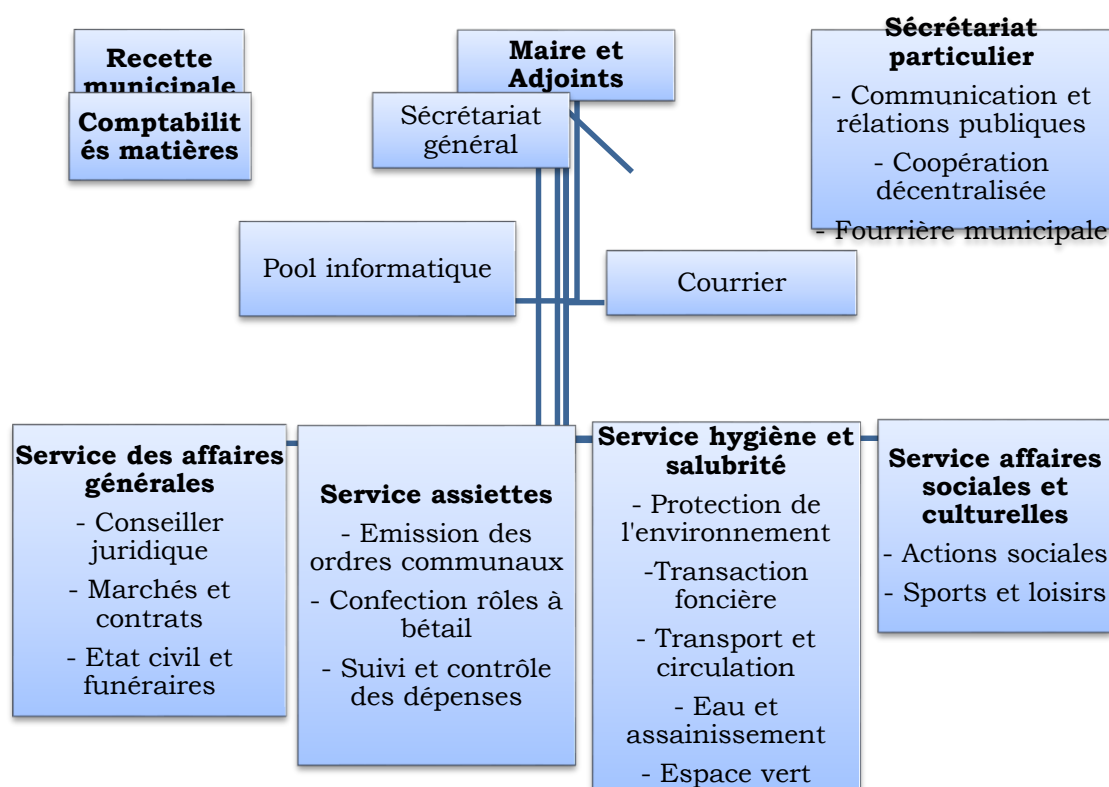 Recette
municipale
Comptabilit
és matières
Maire et
Adjoints
Sécrétariat
général
Sécrétariat
particulier
- Communication et
rélations publiques
- Coopération
décentralisée
- Fourrière municipale
Pool informatique
Courrier
Service des affaires
générales
- Conseiller
juridique
- Marchés et
contrats
- Etat civil et
funéraires
Service assiettes
- Emission des
ordres communaux
- Confection rôles à
bétail
- Suivi et contrôle
des dépenses
Service hygiène et
salubrité
- Protection de
l'environnement
-Transaction
foncière
- Transport et
circulation
- Eau et
assainissement
- Espace vert
Service affaires
sociales et
culturelles
- Actions sociales
- Sports et loisirs